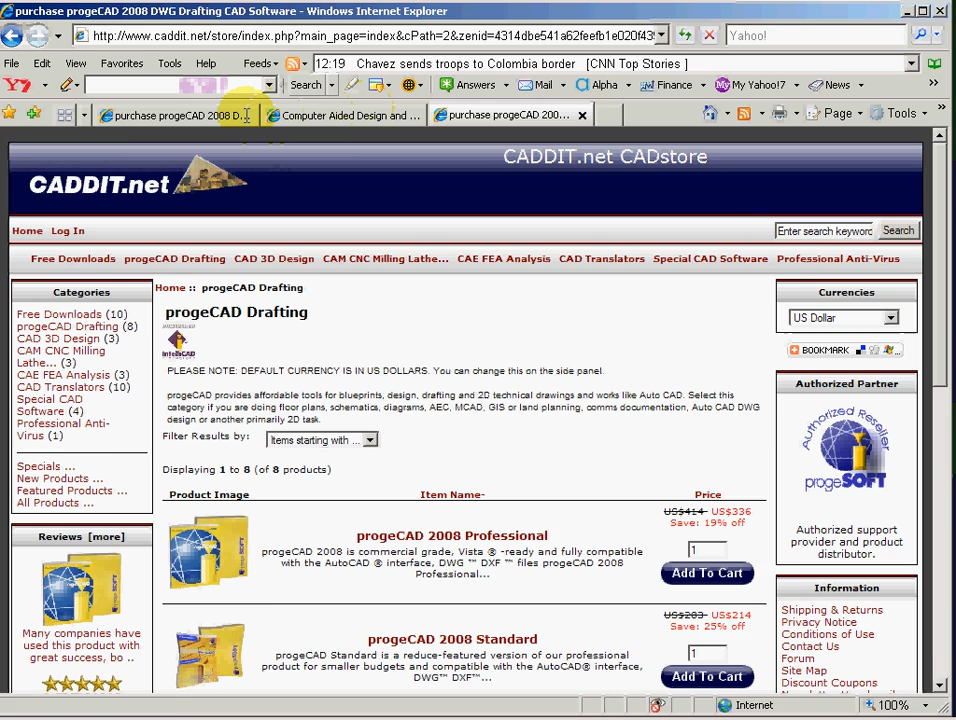 purchase progeCAD 2008 DWG Drafting CAD Software - Windows Internet Explorer
http://www.caddit.net/store/index.php?main_page=index&cPath=2&zenid=4314dbe541a62feefb1e020f439
Yahoo!
File Edit View Favorites Tools Help Feeds 12:19 Chavez sends troops to Colombia border [CNN Top Stories ]
Search Answers Mail CNA Finance My Yahoo!7 News
purchase progeCAD 2008 D... Computer Aided Design and ... purchase progeCAD 200... Page Tools
CADDIT.net CADstore
CADDIT.net
Home Log In
Enter search keyword Search
Free Downloads progeCAD Drafting CAD 3D Design CAM CNC Milling Lathe... CAE FEA Analysis CAD Translators Special CAD Software Professional Anti-Virus
Categories
Free Downloads (10)
progeCAD Drafting (8)
CAD 3D Design (3)
CAM CNC Milling
Lathe... (3)
CAE FEA Analysis (3)
CAD Translators (10)
Special CAD
Software (4)
Professional Anti-
Virus (1)
Specials ...
New Products ...
Featured Products ...
All Products ...
Reviews [more]
Many companies have
used this product with
great success, bo ..
Home :: progeCAD Drafting
progeCAD Drafting
IntelliCAD
PLEASE NOTE: DEFAULT CURRENCY IS IN US DOLLARS. You can change this on the side panel.
progeCAD provides affordable tools for blueprints, design, drafting and 2D technical drawings and works like Auto CAD. Select this
category if you are doing floor plans, schematics, diagrams, AEC, MCAD, GIS or land planning, comms documentation, Auto CAD DWG
design or another primarily 2D task.
Filter Results by: Items starting with ...
Displaying 1 to 8 (of 8 products)
Product Image Item Name- Price
progeCAD 2008 Professional
progeCAD 2008 is commercial grade, Vista ® -ready and fully compatible
with the AutoCAD ® interface, DWG ™ DXF ™ files progeCAD 2008
Professional...
US$414 US$336
Save: 19% off
1
Add To Cart
progeCAD 2008 Standard
progeCAD Standard is a reduce-featured version of our professional
product for smaller budgets and compatible with the AutoCAD® interface,
DWG™ DXF™...
US$283 US$214
Save: 25% off
1
Add To Cart
Currencies
US Dollar
BOOKMARK
Authorized Partner
Authorized Reseller
progeSOFT
Authorized support
provider and product
distributor.
Information
Shipping & Returns
Privacy Notice
Conditions of Use
Contact Us
Forum
Site Map
Discount Coupons
Internet 100%